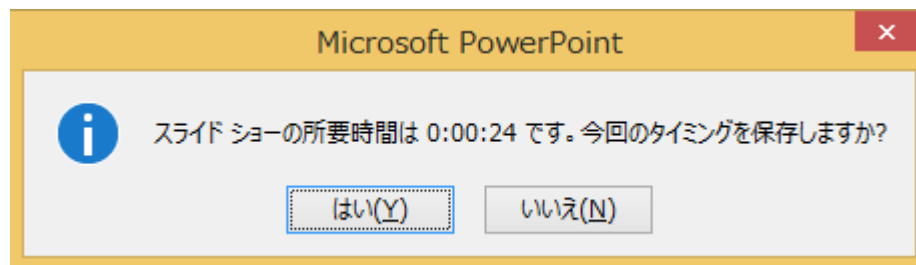 Microsoft PowerPoint
スライド ショーの所要時間は 0:00:24 です。今回のタイミングを保存しますか?
はい(Y) いいえ(N)